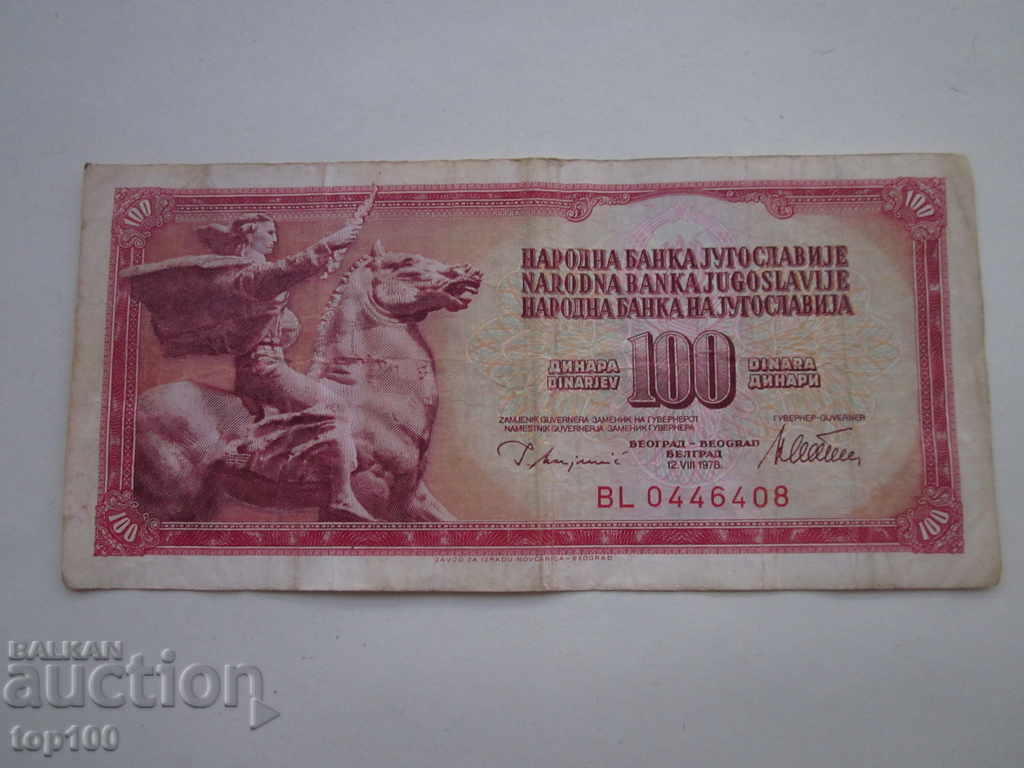 100
100
НАРОДНА БАНКА ЈУГОСЛАВИЈЕ
NARODNA BANKA JUGOSLAVIJE
НАРОДНА БАНКА НА ЈУГОСЛАВИЈА
ДИНАРА 100 DINARA
DINARJEV ДИНАРИ
ZAMJENIK GUVERNERA ЗАМЕНИК НА ГУВЕРНЕРОТ ГУВЕРНЕР-GUVERNER
NAMESTNIK GUVERNERJA ЗАМЕНИК ГУВЕРНЕРА
БЕОГРАД - BEOGRAD
БЕЛГРАД
12.VIII 1978.
BL 0446408
100
100
ZAVOD ZA IZRADU NOVČANICA - BEOGRAD
BALKAN
auction
top100